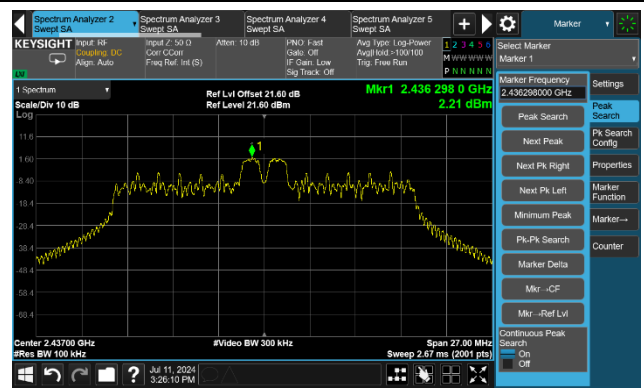 Spectrum Analyzer 2
Swept SA
Spectrum Analyzer 3
Swept SA
Spectrum Analyzer 4
Swept SA
Spectrum Analyzer 5
Swept SA
+
Marker
KEYSIGHT
Input: RF
Coupling: DC
Align: Auto
Input Z: 50 Ω
Corr CCorr
Freq Ref: Int (S)
Atten: 10 dB
PNO: Fast
Gate: Off
IF Gain: Low
Sig Track: Off
Avg Type: Log-Power
Avg|Hold:>100/100
Trig: Free Run
1 2 3 4 5 6
M W W W W W
P N N N N N
LVI
Select Marker
Marker 1
1 Spectrum
Scale/Div 10 dB
Log
Ref Lvl Offset 21.60 dB
Ref Level 21.60 dBm
Mkr1 2.436 298 0 GHz
2.21 dBm
1
11.6
1.60
-8.40
-18.4
-28.4
-38.4
-48.4
-58.4
-68.4
Center 2.43700 GHz
#Res BW 100 kHz
#Video BW 300 kHz
Span 27.00 MHz
Sweep 2.67 ms (2001 pts)
Marker Frequency
2.436298000 GHz
Peak Search
Next Peak
Next Pk Right
Next Pk Left
Minimum Peak
Pk-Pk Search
Marker Delta
Mkr→CF
Mkr→Ref Lvl
Continuous Peak
Search
On
Off
Settings
Peak
Search
Pk Search
Config
Properties
Marker
Function
Marker→
Counter
?
Jul 11, 2024
3:26:10 PM